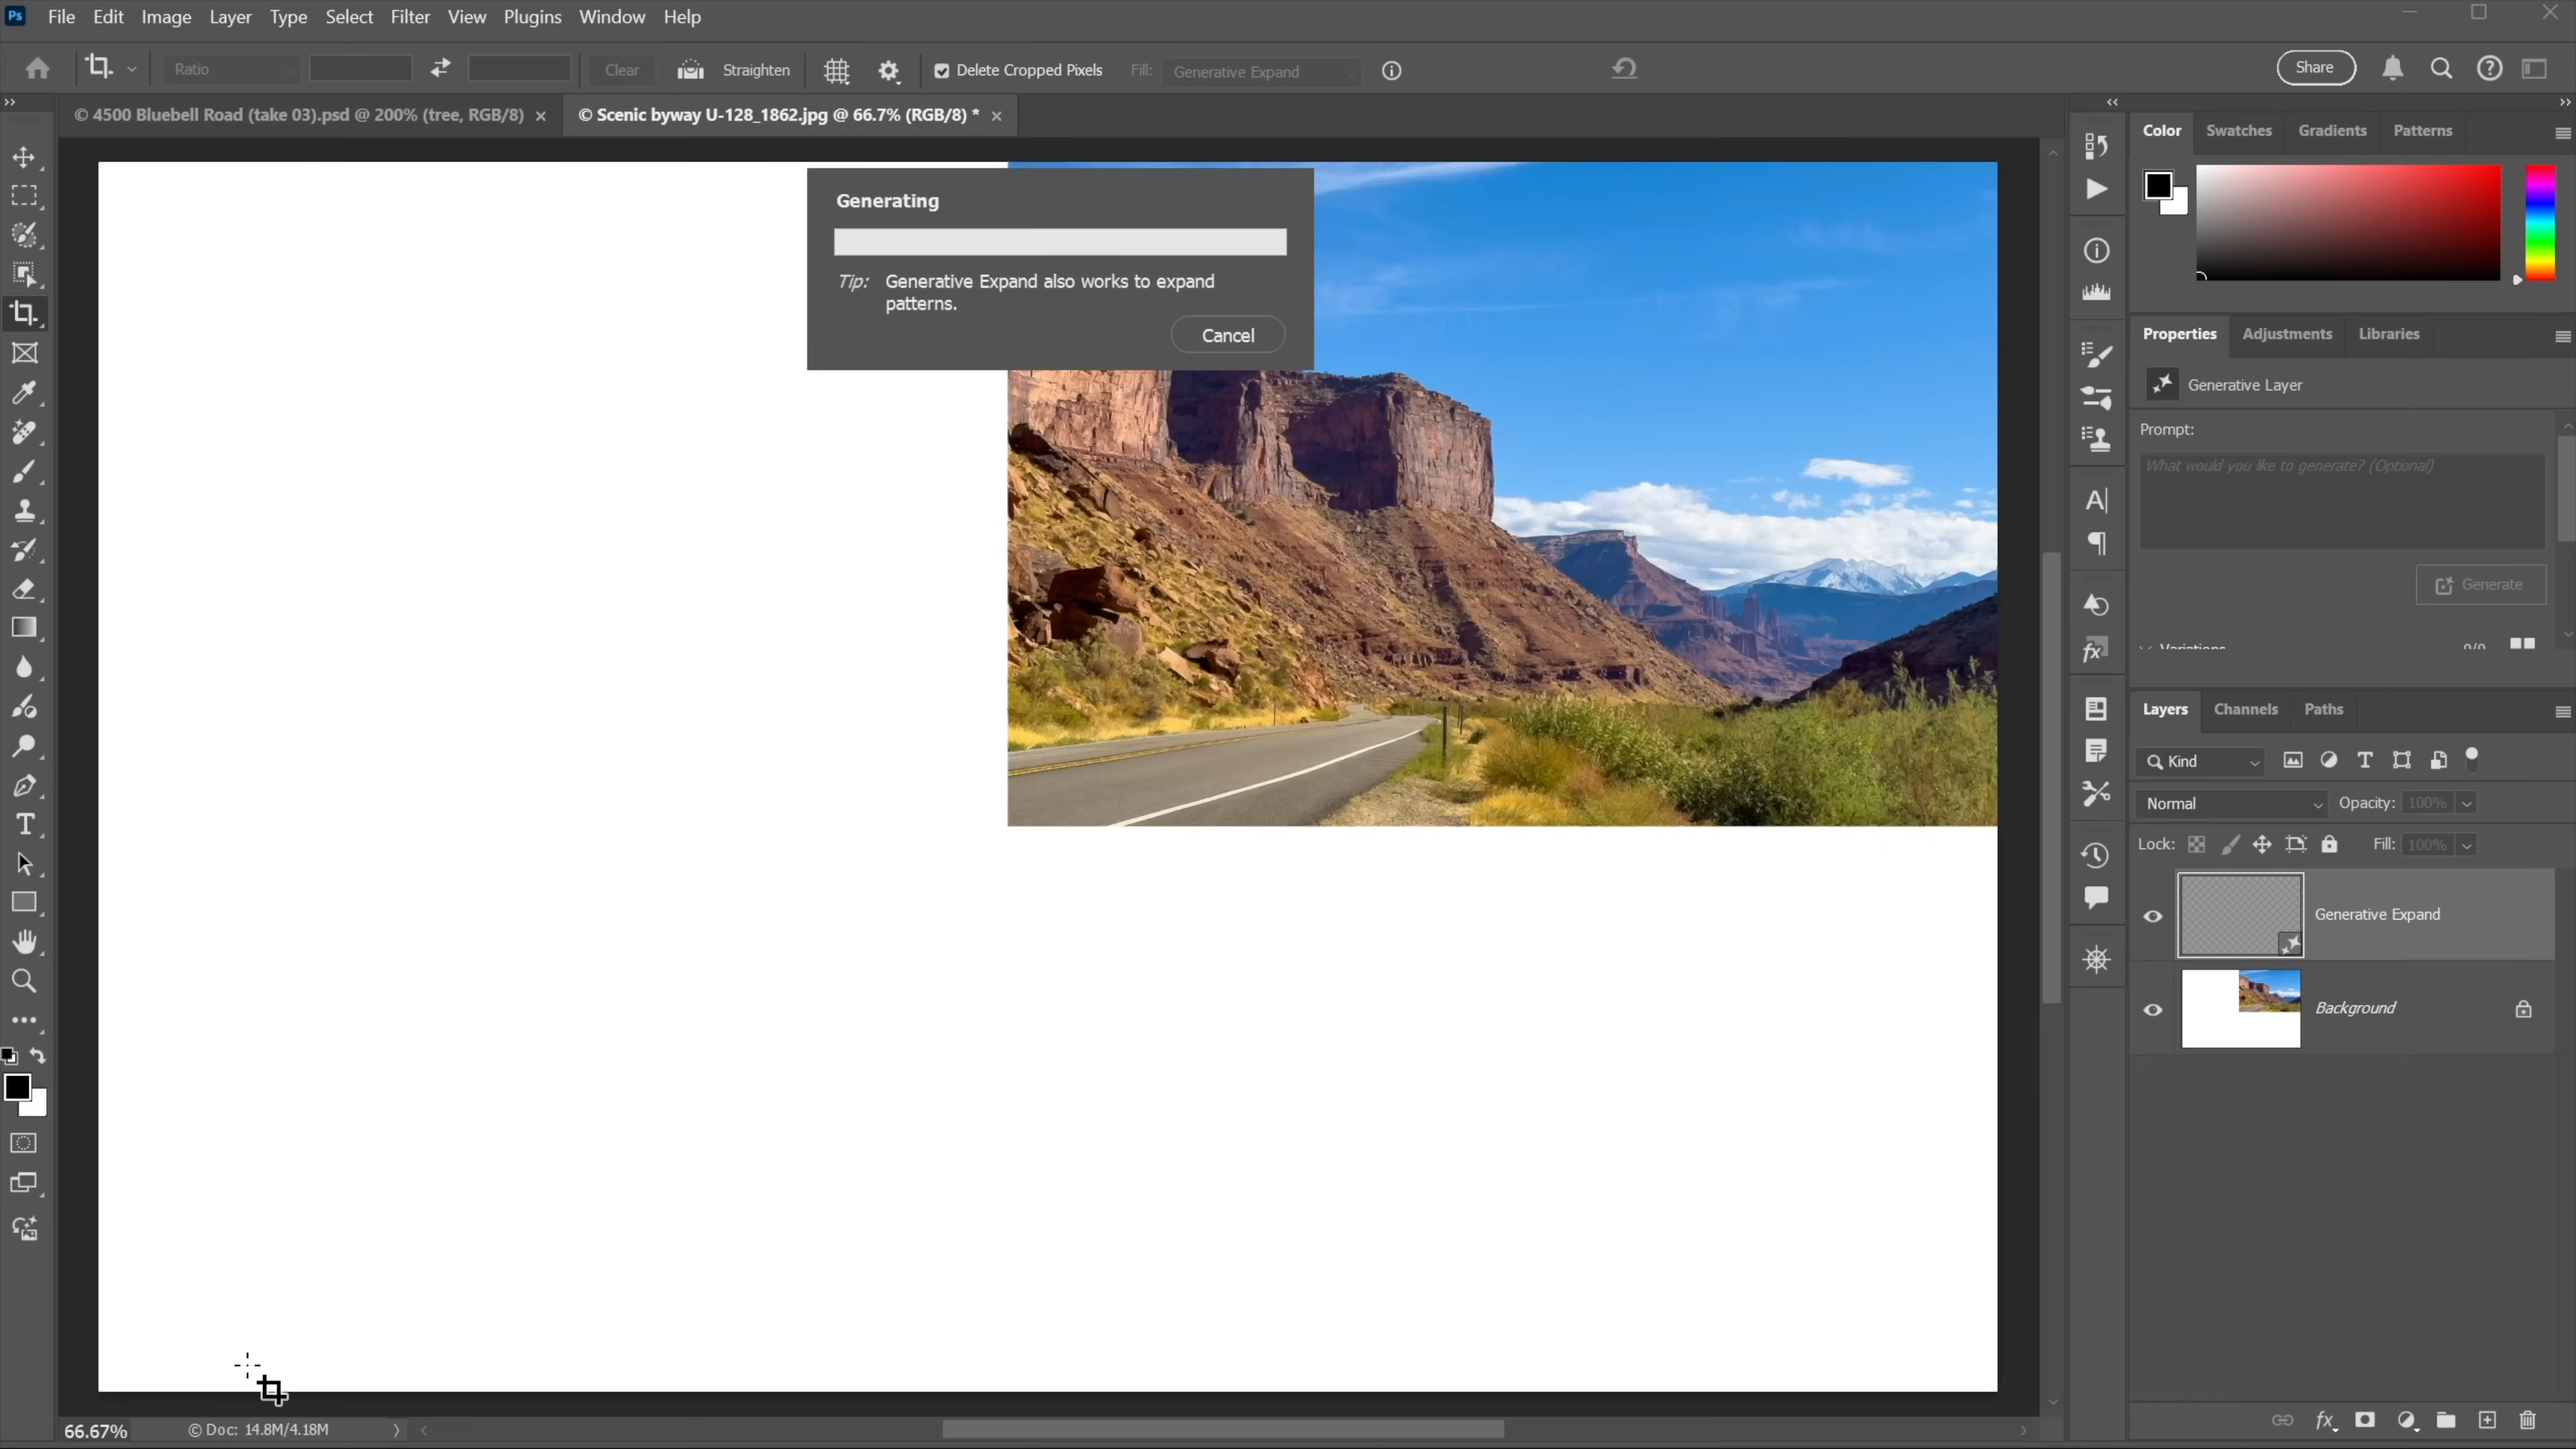 Ps File Edit Image Layer Type Select Filter View Plugins Window Help
Ratio Clear Straighten Delete Cropped Pixels Fill: Generative Expand Share
© 4500 Bluebell Road (take 03).psd @ 200% (tree, RGB/8) © Scenic byway U-128_1862.jpg @ 66.7% (RGB/8) *
Generating
Tip: Generative Expand also works to expand
patterns.
Cancel
Color Swatches Gradients Patterns
Properties Adjustments Libraries
Generative Layer
Prompt:
What would you like to generate? (Optional)
Generate
Variations 0/0
Layers Channels Paths
Kind
Normal Opacity: 100%
Lock: Fill: 100%
Generative Expand
Background
66.67% © Doc: 14.8M/4.18M